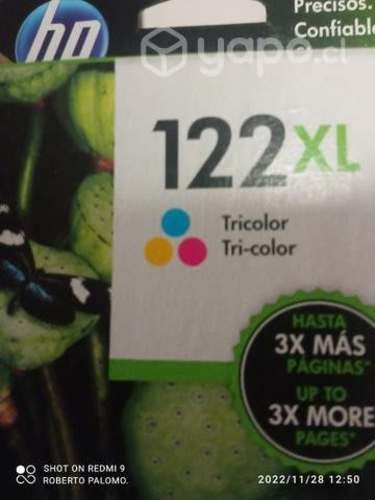 hp
Precisos.
Confiable
yapo.cl
122XL
Tricolor
Tri-color
HASTA
3X MÁS
PÁGINAS*
UP TO
3X MORE
PAGES*
SHOT ON REDMI 9
ROBERTO PALOMO.
2022/11/28 12:50